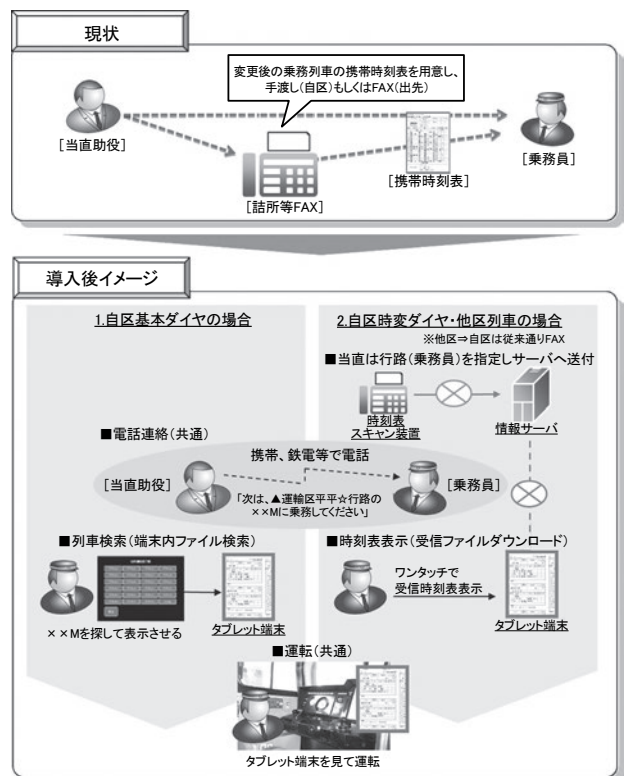 現状
変更後の乗務列車の携帯時刻表を用意し、
手渡し(自区)もしくはFAX(出先)
[当直助役]
[詰所等FAX]
[携帯時刻表]
[乗務員]
導入後イメージ
1.自区基本ダイヤの場合
2.自区時変ダイヤ・他区列車の場合
※他区⇒自区は従来通りFAX
■当直は行路(乗務員)を指定しサーバへ送付
時刻表
スキャン装置
情報サーバ
■電話連絡(共通)
携帯、鉄電等で電話
[当直助役]
[乗務員]
「次は、▲運輸区平平☆行路の
××Mに乗務してください」
■列車検索(端末内ファイル検索)
××Mを探して表示させる
タブレット端末
■時刻表表示(受信ファイルダウンロード)
ワンタッチで
受信時刻表表示
タブレット端末
■運転(共通)
タブレット端末を見て運転